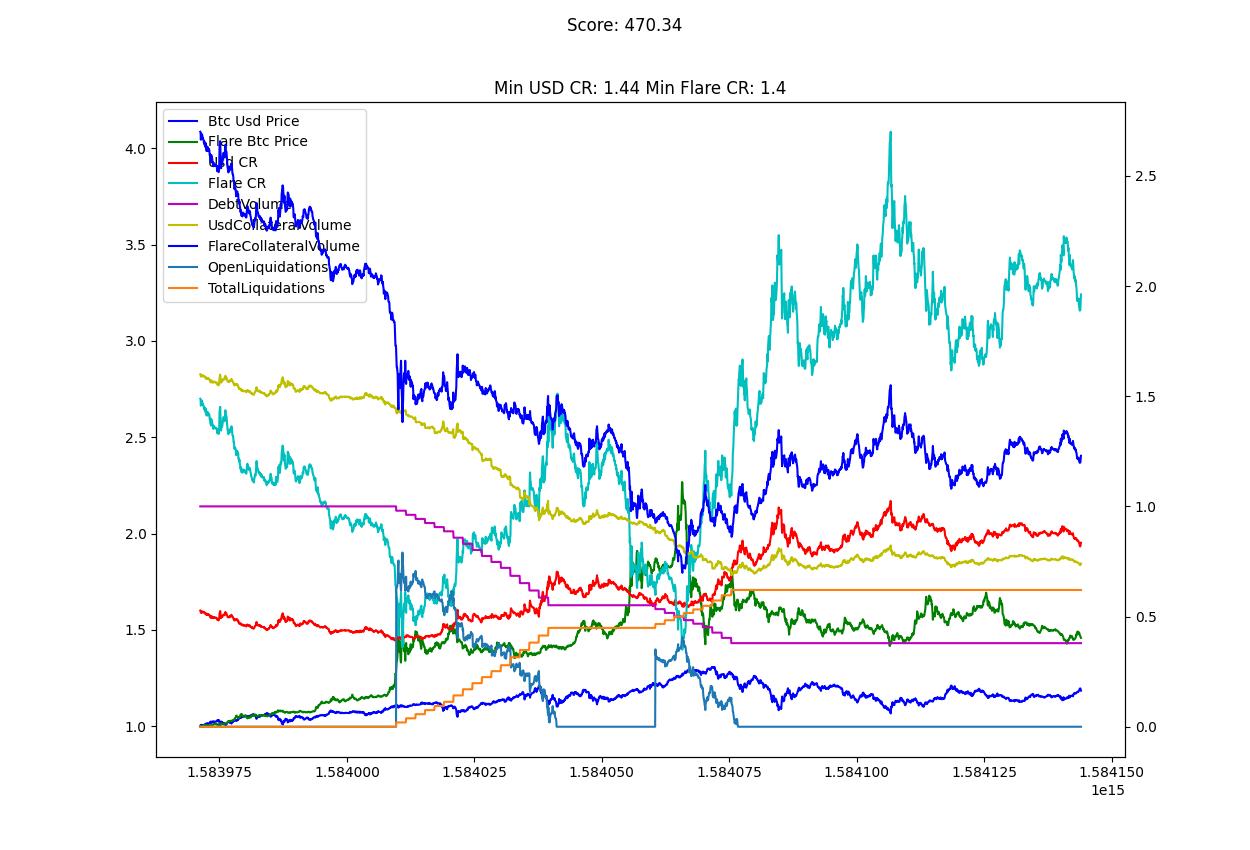 Score: 470.34
Min USD CR: 1.44 Min Flare CR: 1.4
Btc Usd Price
Flare Btc Price
Usd CR
Flare CR
DebtVolume
UsdCollateralVolume
FlareCollateralVolume
OpenLiquidations
TotalLiquidations
4.0
3.5
3.0
2.5
2.0
1.5
1.0
2.5
2.0
1.5
1.0
0.5
0.0
1.583975 1.584000 1.584025 1.584050 1.584075 1.584100 1.584125 1.584150
1e15